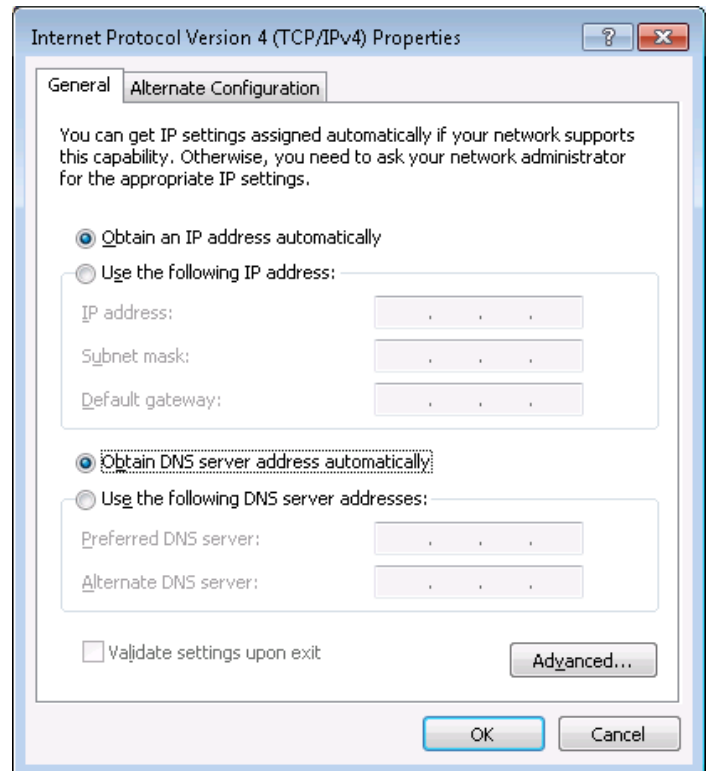 Internet Protocol Version 4 (TCP/IPv4) Properties
?
General
Alternate Configuration
You can get IP settings assigned automatically if your network supports
this capability. Otherwise, you need to ask your network administrator
for the appropriate IP settings.
Obtain an IP address automatically
Use the following IP address:
IP address:
. . .
Subnet mask:
. . .
Default gateway:
. . .
Obtain DNS server address automatically
Use the following DNS server addresses:
Preferred DNS server:
. . .
Alternate DNS server:
. . .
Validate settings upon exit
Advanced...
OK
Cancel